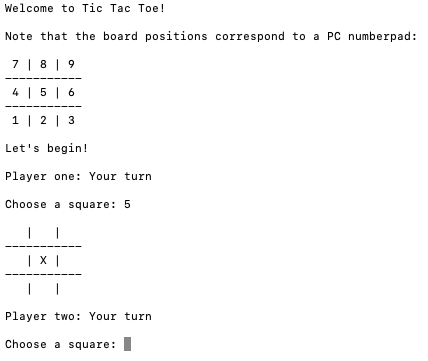 Welcome to Tic Tac Toe!
Note that the board positions correspond to a PC numberpad:
 7 | 8 | 9
-----------
 4 | 5 | 6
-----------
 1 | 2 | 3
Let's begin!
Player one: Your turn
Choose a square: 5
   |   |
-----------
   | X |
-----------
   |   |
Player two: Your turn
Choose a square: